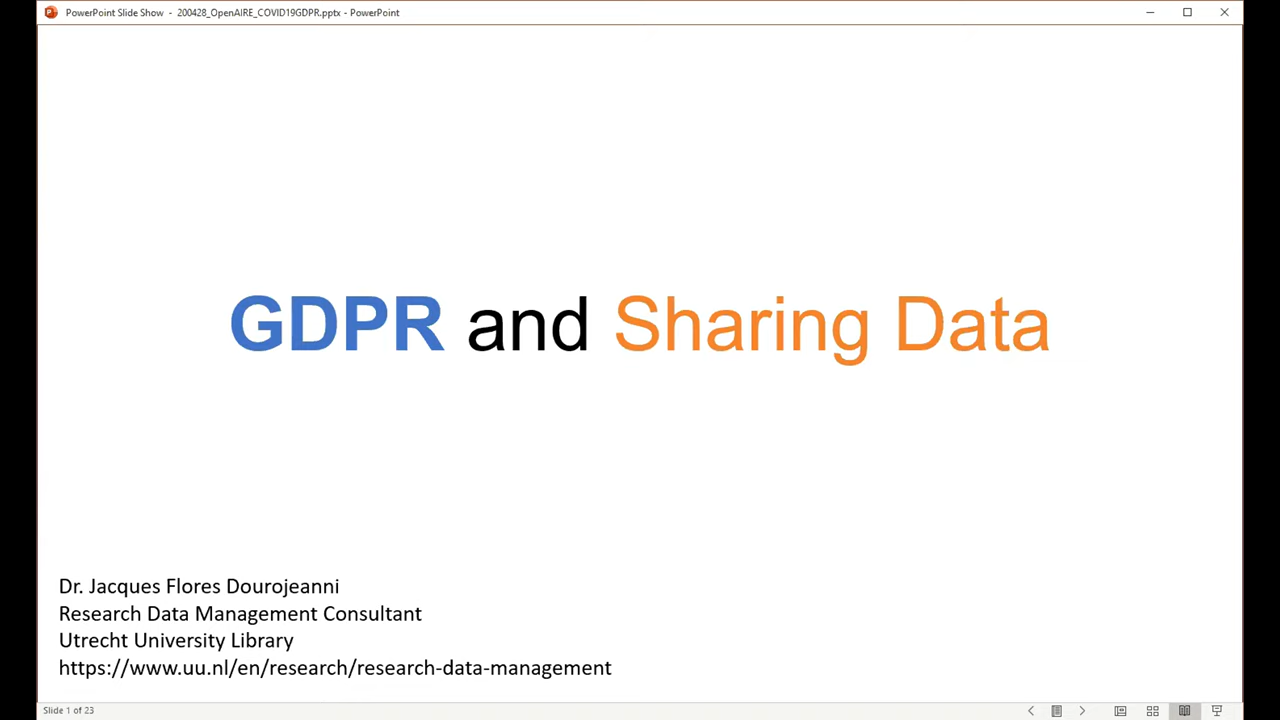 PowerPoint Slide Show - 200428_OpenAIRE_COVID19GDPR.pptx - PowerPoint
GDPR and Sharing Data
Dr. Jacques Flores Dourojeanni
Research Data Management Consultant
Utrecht University Library
https://www.uu.nl/en/research/research-data-management
Slide 1 of 23